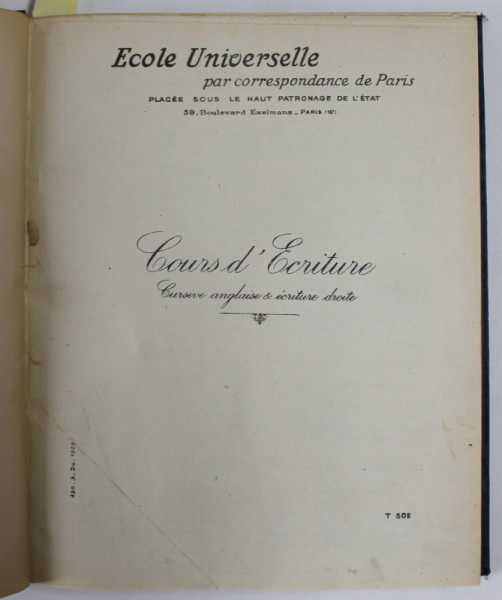 Ecole Universelle
par correspondance de Paris
PLACÉE SOUS LE HAUT PATRONAGE DE L'ÉTAT
59, Boulevard Exelmans _ PARIS (16e)
Cours d'Ecriture
Cursive anglaise & écriture droite
T 502